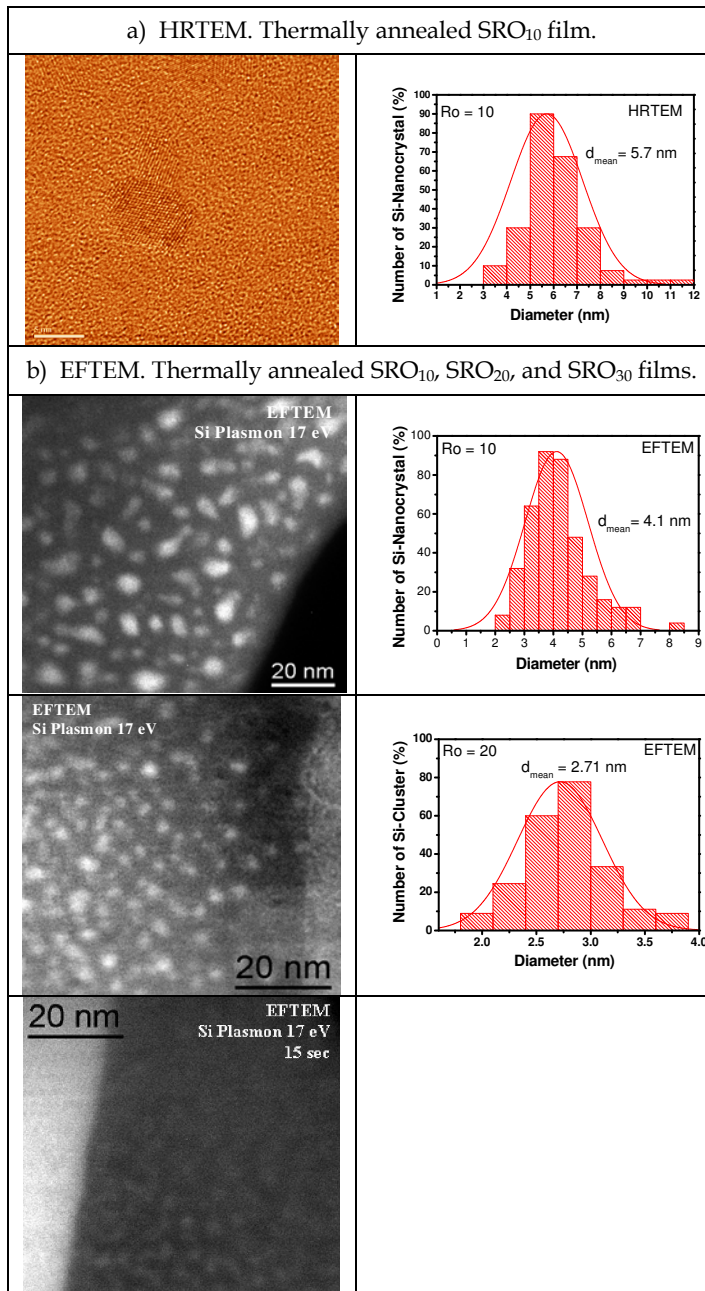 a) HRTEM. Thermally annealed SRO10 film.
Ro = 10
HRTEM
dmean= 5.7 nm
Number of Si-Nanocrystal (%)
100
90
80
70
60
50
40
30
20
10
0
1 2 3 4 5 6 7 8 9 10 11 12
Diameter (nm)
b) EFTEM. Thermally annealed SRO10, SRO20, and SRO30 films.
EFTEM
Si Plasmon 17 eV
20 nm
Ro = 10
EFTEM
dmean= 4.1 nm
Number of Si-Nanocrystal (%)
100
80
60
40
20
0
0 1 2 3 4 5 6 7 8 9
Diameter (nm)
EFTEM
Si Plasmon 17 eV
20 nm
Ro = 20
EFTEM
dmean = 2.71 nm
Number of Si-Cluster (%)
100
80
60
40
20
0
2.0 2.5 3.0 3.5 4.0
Diameter (nm)
20 nm
EFTEM
Si Plasmon 17 eV
15 sec